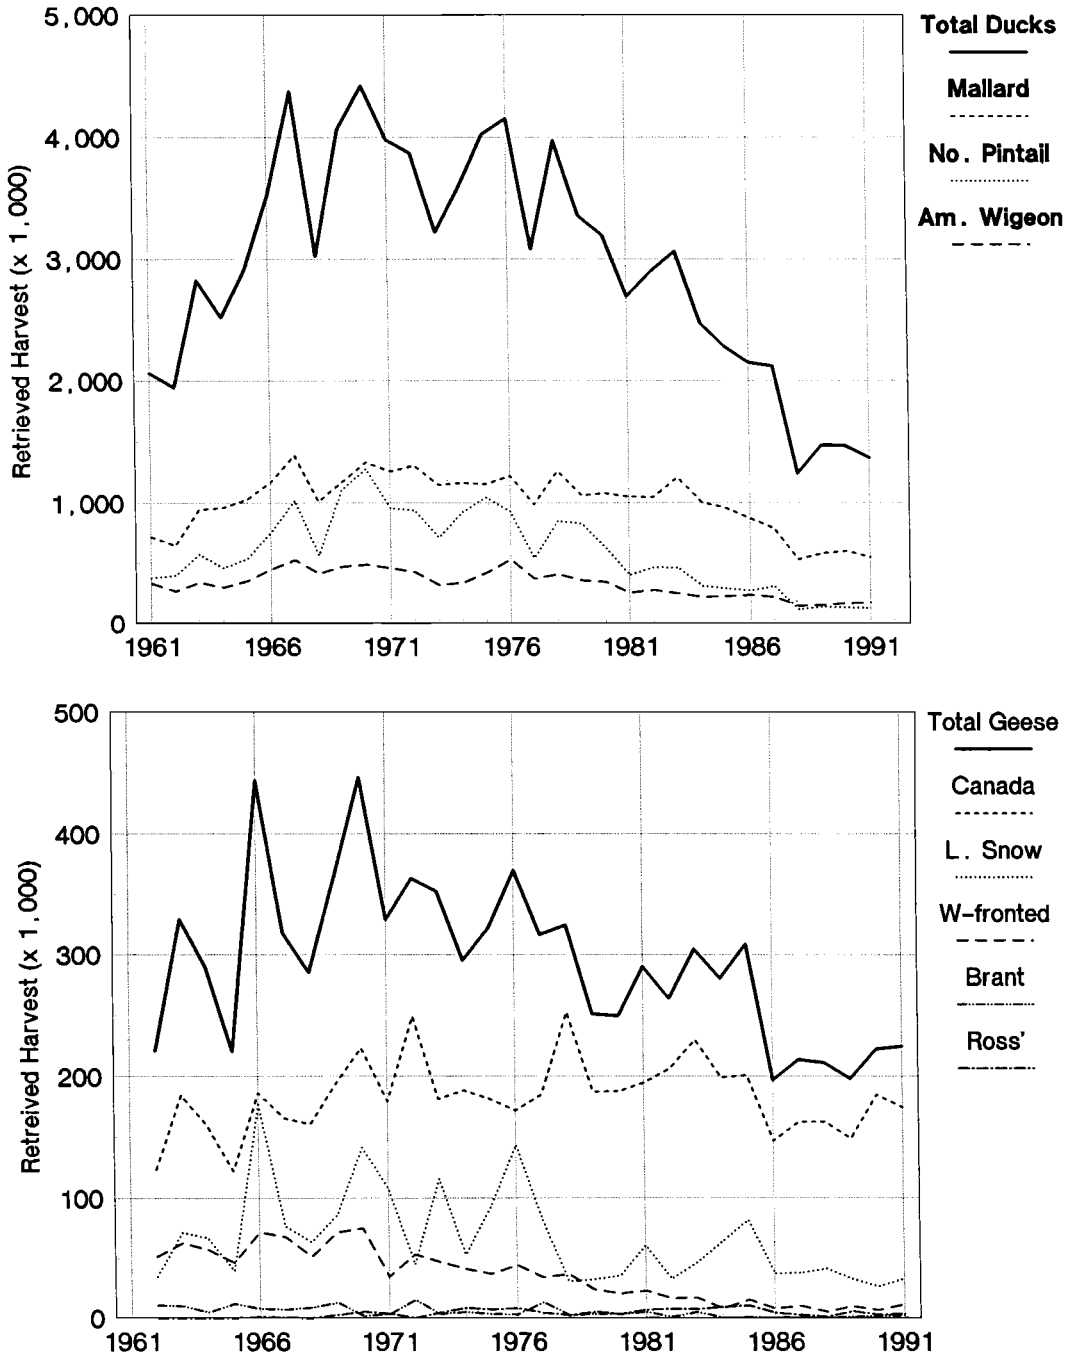 5,000
4,000
3,000
2,000
1,000
0
Retrieved Harvest (x 1,000)
1961 1966 1971 1976 1981 1986 1991
Total Ducks
Mallard
No. Pintail
Am. Wigeon
500
400
300
200
100
0
Retreived Harvest (x 1,000)
1961 1966 1971 1976 1981 1986 1991
Total Geese
Canada
L. Snow
W-fronted
Brant
Ross'